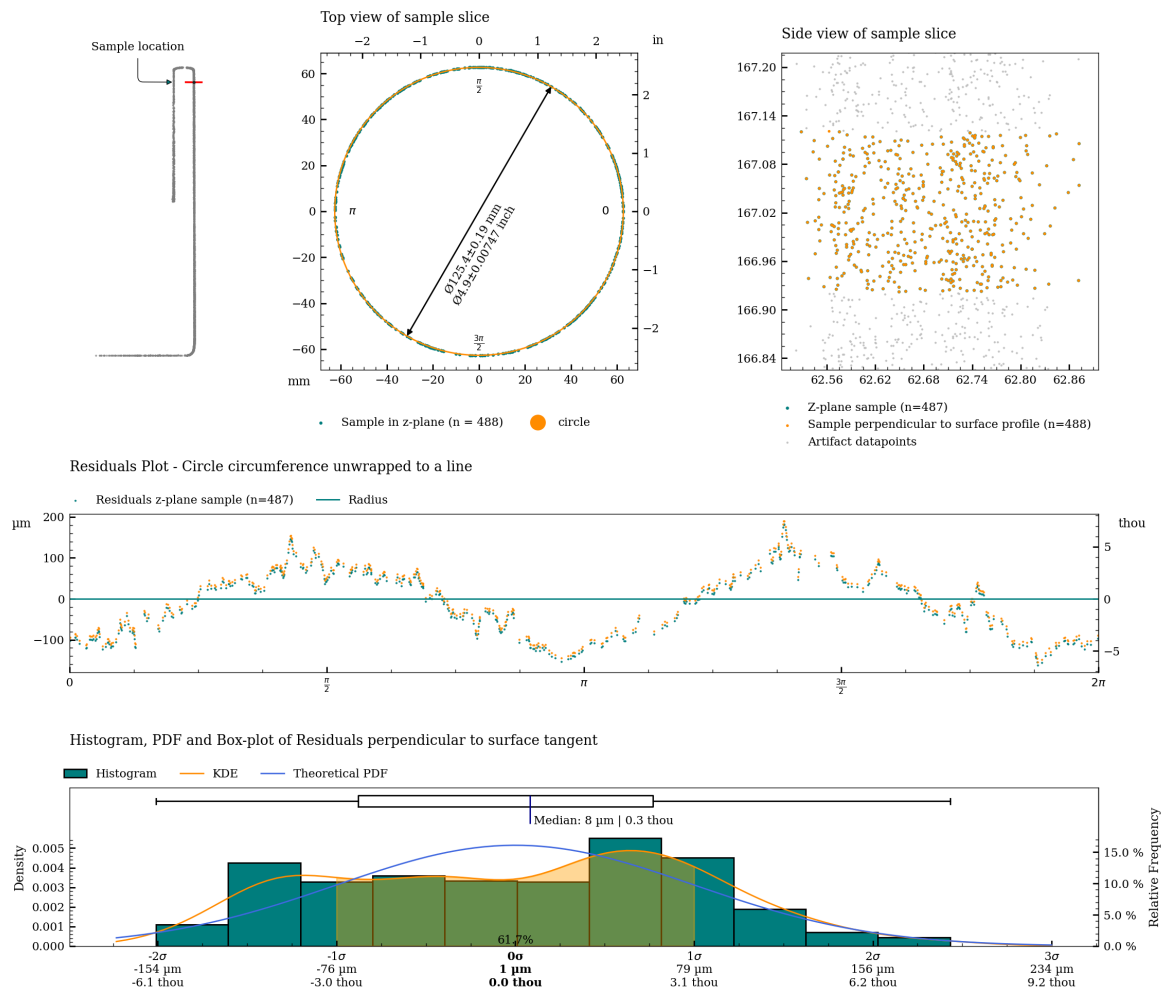 Sample location
Top view of sample slice
−2 −1 0 1 2 in
60
40
20
0
−20
−40
−60
2
1
0
−1
−2
π/2
π
0
3π/2
Ø125.4±0.19 mm
Ø4.9±0.00747 inch
mm −60 −40 −20 0 20 40 60
Sample in z-plane (n = 488) circle
Side view of sample slice
167.20
167.14
167.08
167.02
166.96
166.90
166.84
62.56 62.62 62.68 62.74 62.80 62.86
Z-plane sample (n=487)
Sample perpendicular to surface profile (n=488)
Artifact datapoints
Residuals Plot - Circle circumference unwrapped to a line
Residuals z-plane sample (n=487) Radius
µm
200
100
0
−100
thou
5
0
−5
0 π/2 π 3π/2 2π
Histogram, PDF and Box-plot of Residuals perpendicular to surface tangent
Histogram KDE Theoretical PDF
Median: 8 µm | 0.3 thou
Density
0.005
0.004
0.003
0.002
0.001
0.000
Relative Frequency
15.0 %
10.0 %
5.0 %
0.0 %
61.7%
-2σ -1σ 0σ 1σ 2σ 3σ
-154 µm -76 µm 1 µm 79 µm 156 µm 234 µm
-6.1 thou -3.0 thou 0.0 thou 3.1 thou 6.2 thou 9.2 thou